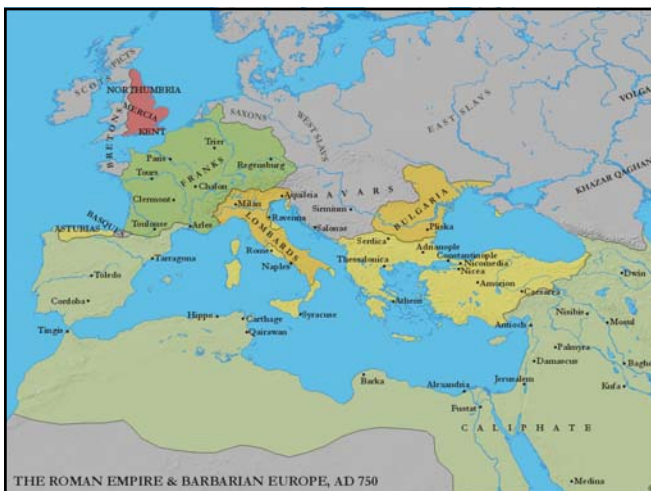 SCOTS
PICTS
NORTHUMBRIA
MERCIA
KENT
BRETONS
SAXONS
WEST SLAVS
EAST SLAVS
VOLGA
KHAZAR QAGHAN
Trier
Paris
FRANKS
Regensburg
Tours
Chalon
Clermont
AVARS
Milan
Aquileia
Sirmium
BULGARIA
Ravenna
Salonae
Pliska
Toulouse
Arles
LOMBARDS
BASQUES
ASTURIAS
Serdica
Adrianople
Constantinople
Tarragona
Rome
Thessalonica
Nicomedia
Nicea
Naples
Toledo
Amorion
Dwin
Caesarea
Cordoba
Athens
Nisibis
Hippo
Carthage
Syracuse
Antioch
Mosul
Tingis
Qairawan
Palmyra
Damascus
Bagh
Barka
Alexandria
Jerusalem
Kufa
Fustat
CALIPHATE
THE ROMAN EMPIRE & BARBARIAN EUROPE, AD 750
Medina